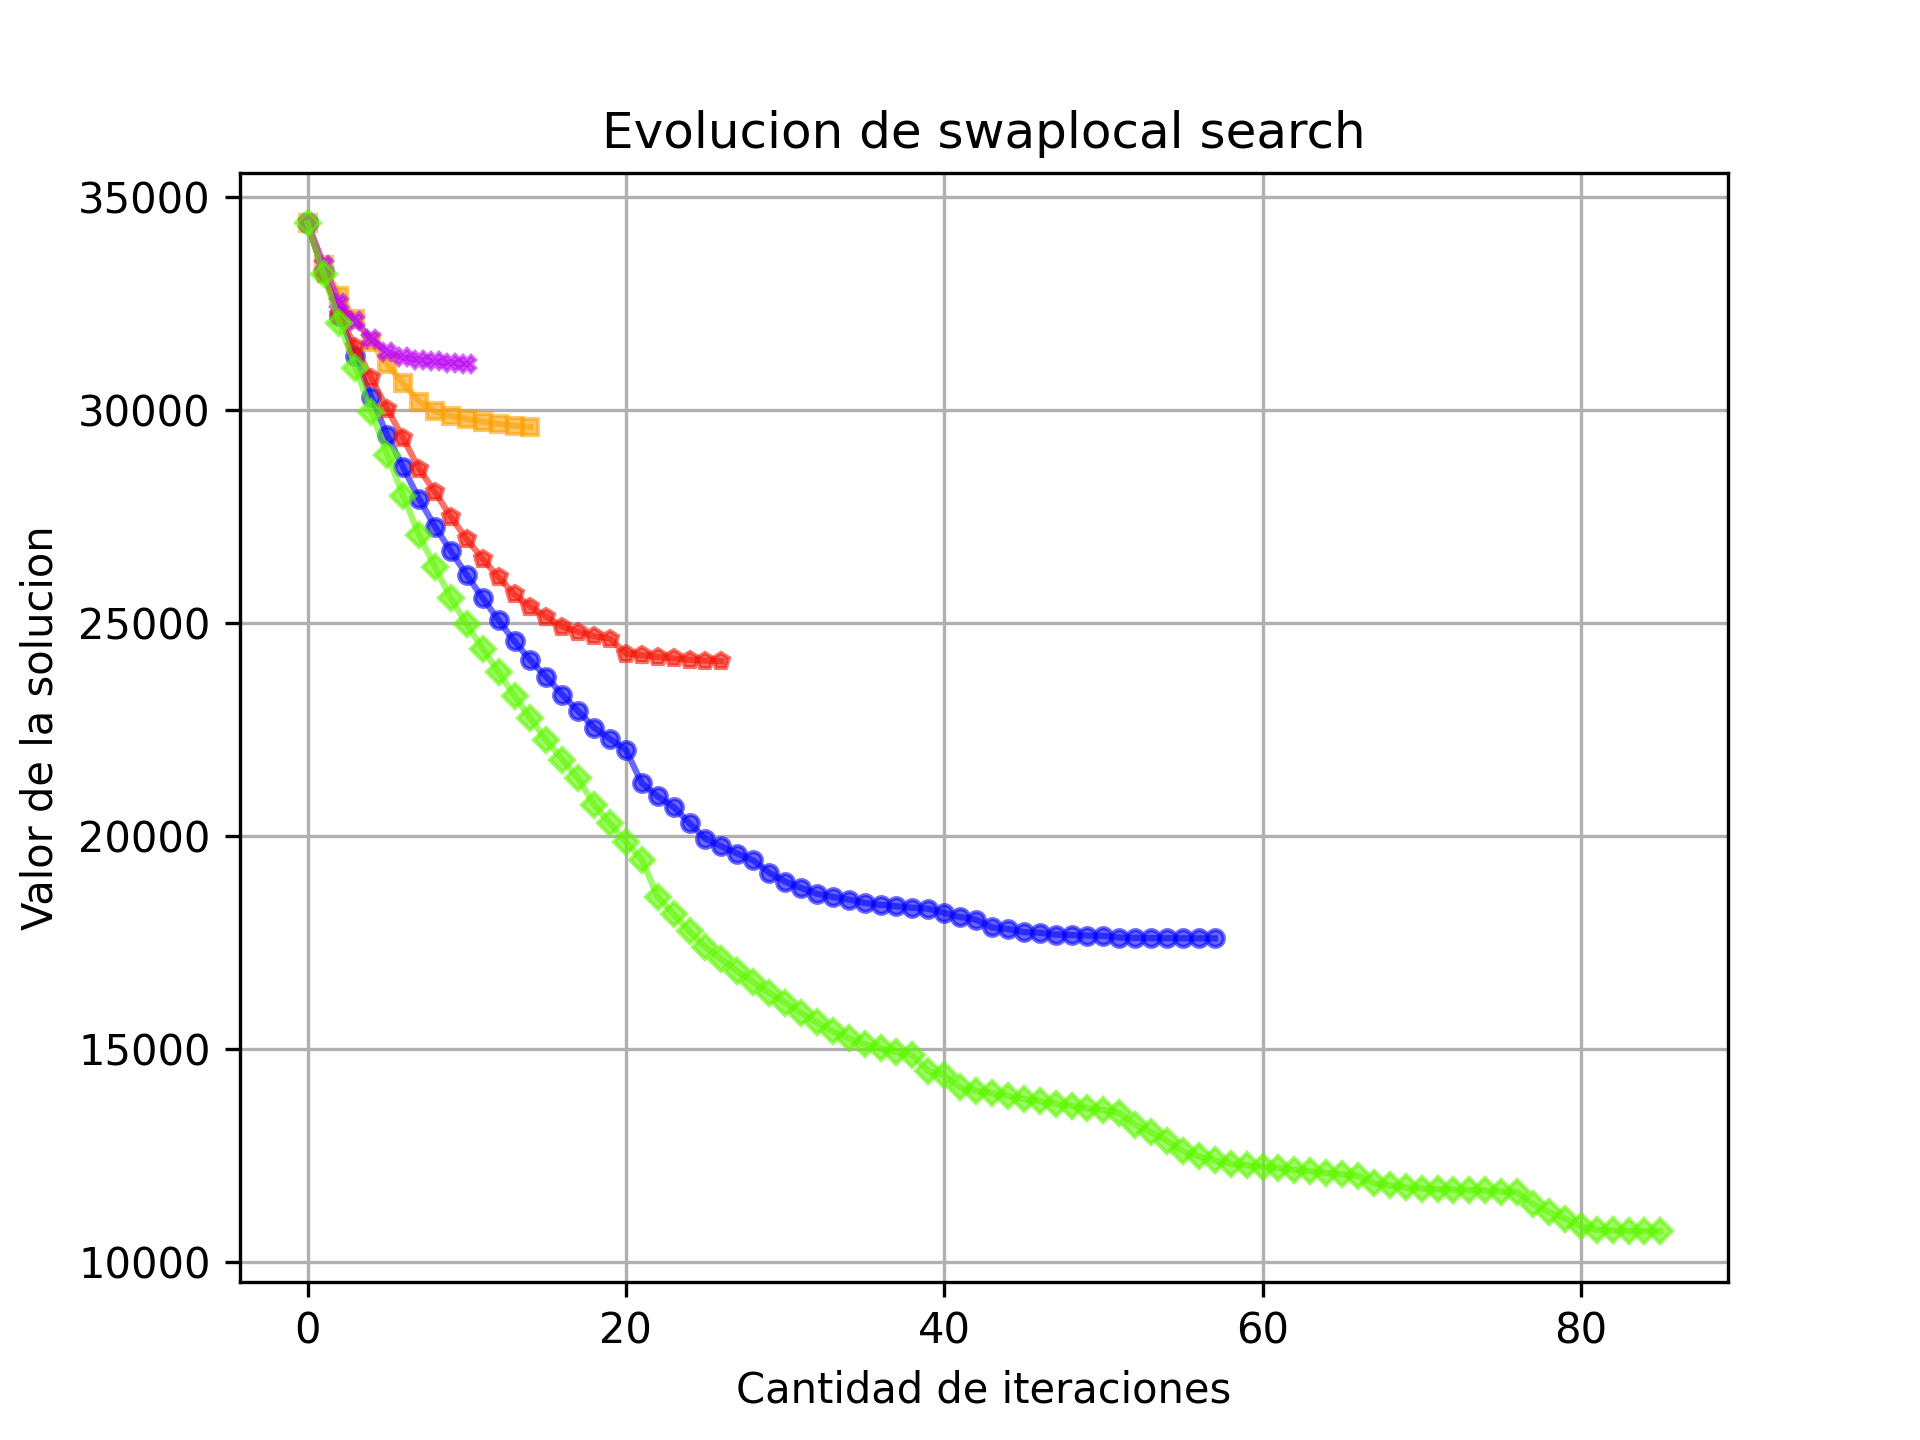 Evolucion de swaplocal search
35000
30000
25000
20000
15000
10000
Valor de la solucion
0 20 40 60 80
Cantidad de iteraciones